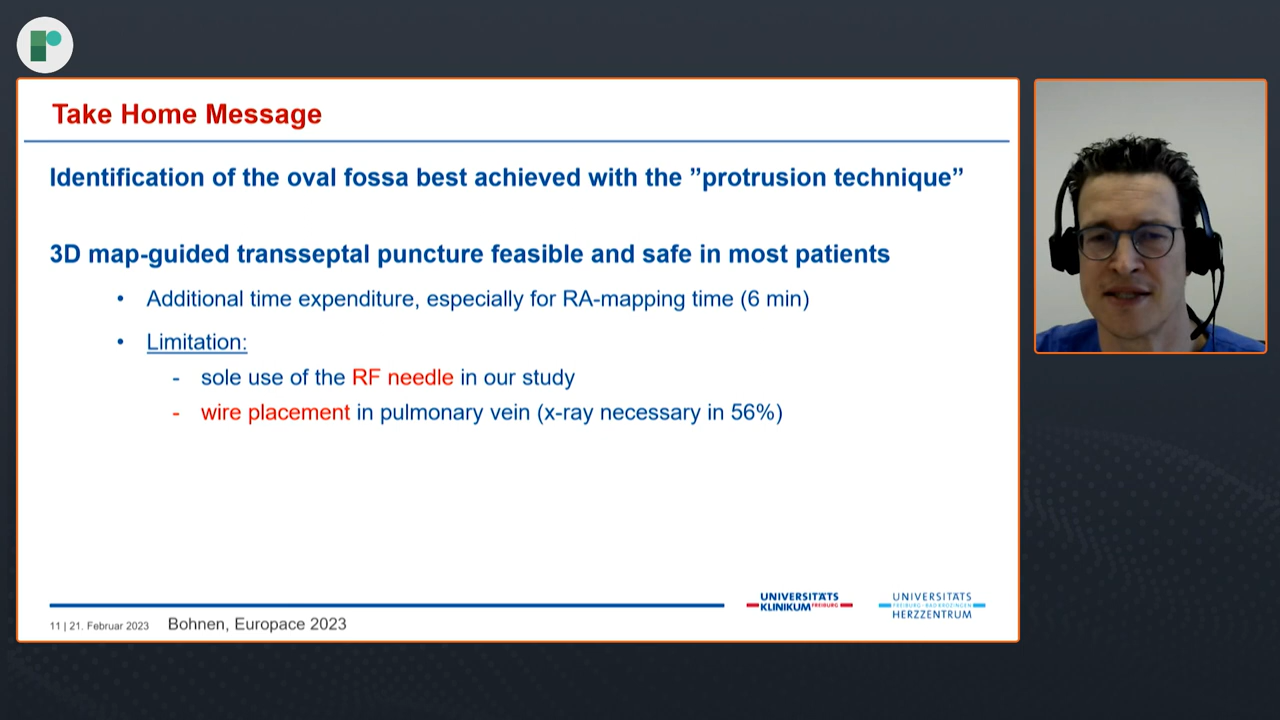 Take Home Message
Identification of the oval fossa best achieved with the ”protrusion technique”
3D map-guided transseptal puncture feasible and safe in most patients
• Additional time expenditure, especially for RA-mapping time (6 min)
• Limitation:
- sole use of the RF needle in our study
- wire placement in pulmonary vein (x-ray necessary in 56%)
11 | 21. Februar 2023 Bohnen, Europace 2023
UNIVERSITÄTS
KLINIKUM FREIBURG
UNIVERSITÄTS
FREIBURG · BAD KROZINGEN
HERZZENTRUM